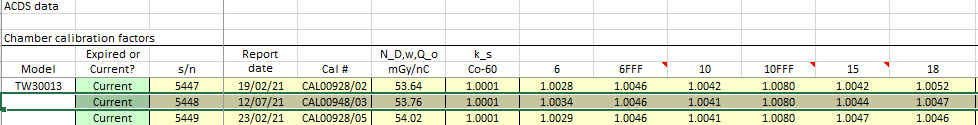 ACDS data
Chamber calibration factors
Expired or Report N_D,w,Q_o k_s
Model Current? s/n date Cal # mGy/nC Co-60 6 6FFF 10 10FFF 15 18
TW30013 Current 5447 19/02/21 CAL00928/02 53.64 1.0001 1.0028 1.0046 1.0042 1.0080 1.0042 1.0052
Current 5448 12/07/21 CAL00948/03 53.76 1.0001 1.0034 1.0046 1.0041 1.0080 1.0044 1.0047
Current 5449 23/02/21 CAL00928/05 54.02 1.0001 1.0029 1.0046 1.0041 1.0080 1.0047 1.0046